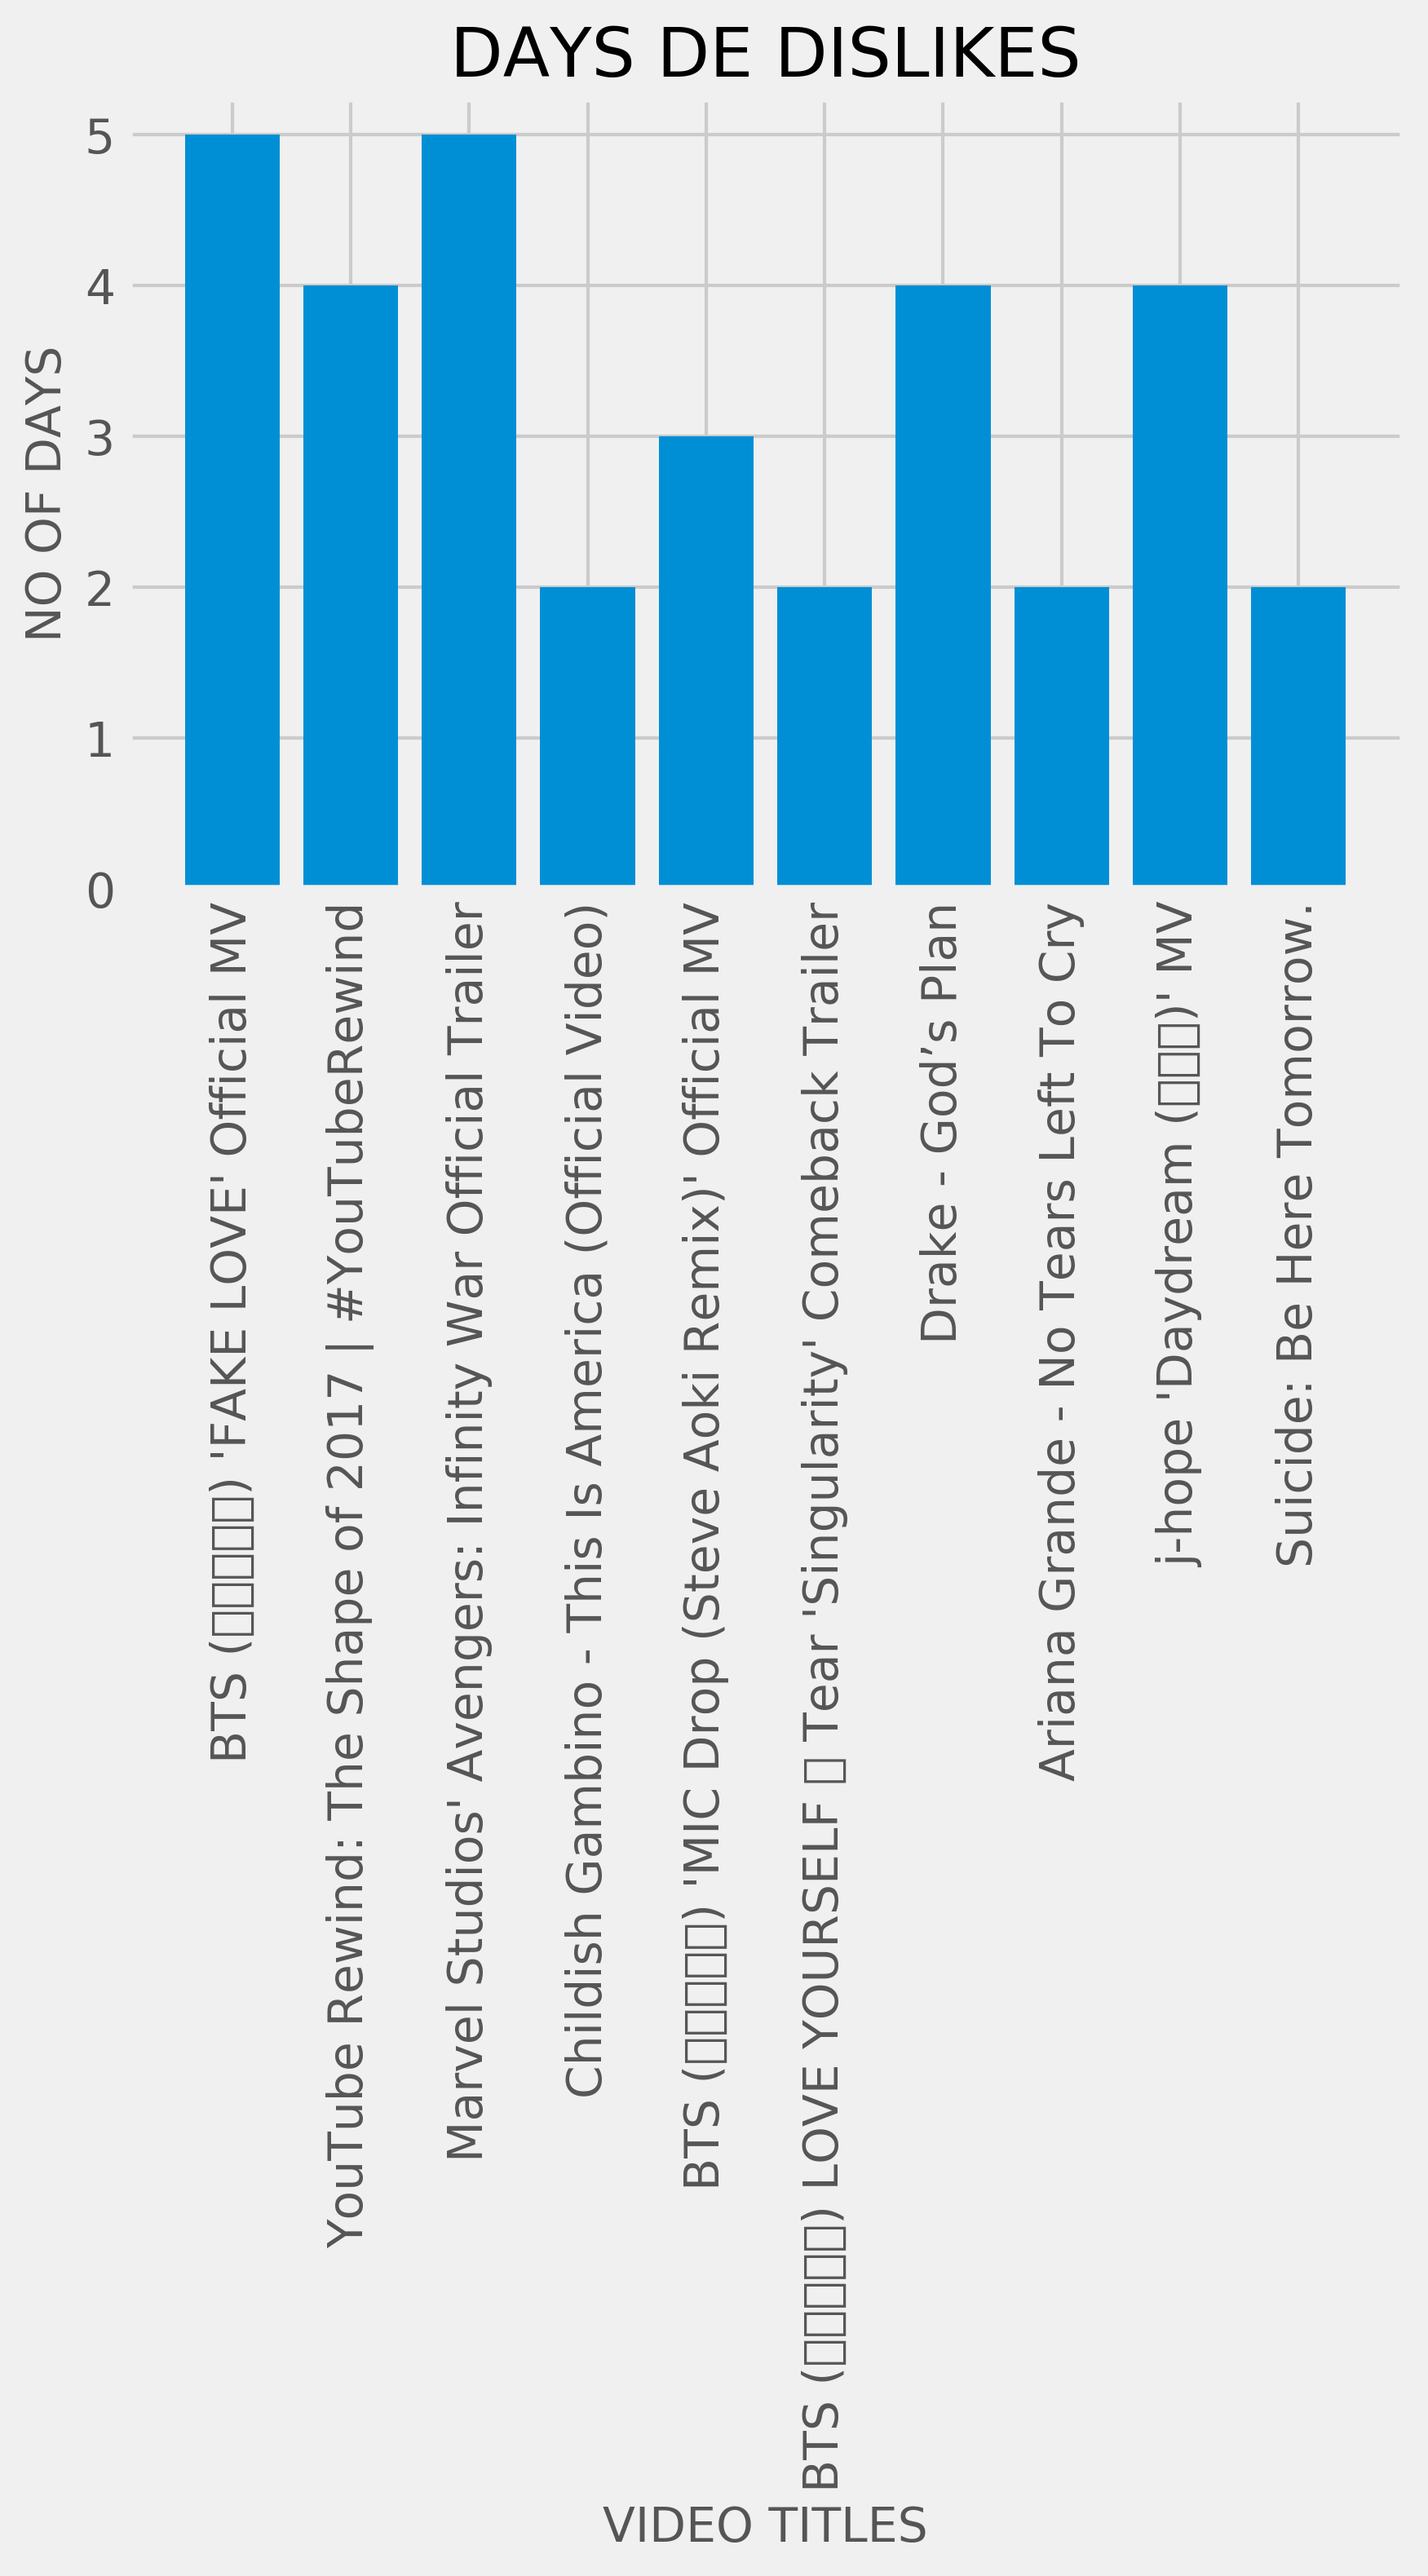 DAYS DE DISLIKES
NO OF DAYS
5
4
3
2
1
0
BTS (□□□□□) 'FAKE LOVE' Official MV
YouTube Rewind: The Shape of 2017 | #YouTubeRewind
Marvel Studios' Avengers: Infinity War Official Trailer
Childish Gambino - This Is America (Official Video)
BTS (□□□□□) 'MIC Drop (Steve Aoki Remix)' Official MV
BTS (□□□□□) LOVE YOURSELF □ Tear 'Singularity' Comeback Trailer
Drake - God’s Plan
Ariana Grande - No Tears Left To Cry
j-hope 'Daydream (□□□)' MV
Suicide: Be Here Tomorrow.
VIDEO TITLES